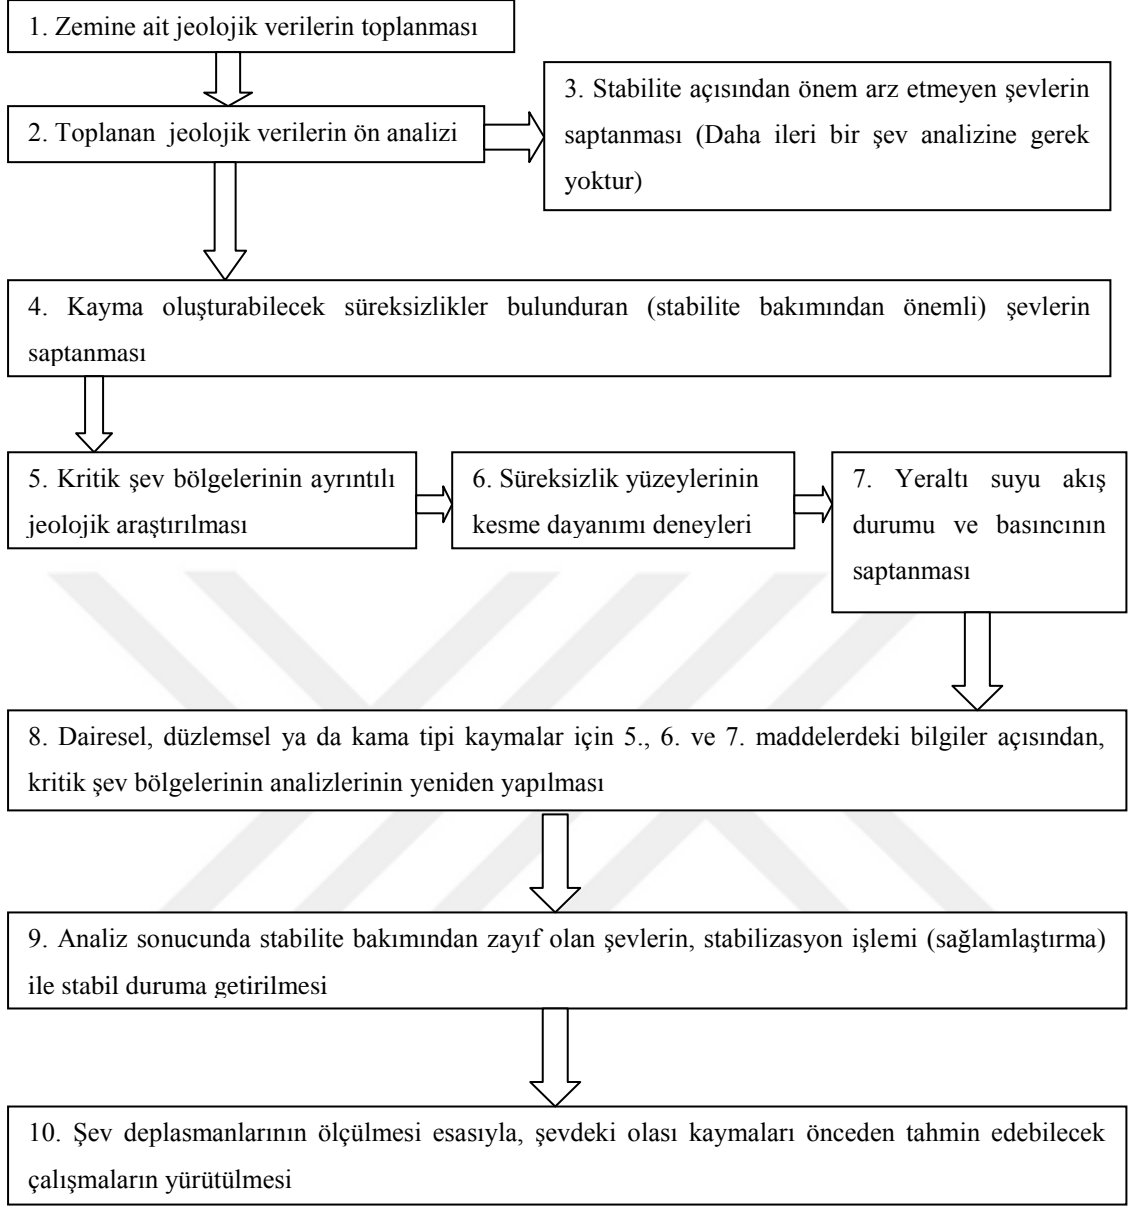 1. Zemine ait jeolojik verilerin toplanması
2. Toplanan jeolojik verilerin ön analizi
3. Stabilite açısından önem arz etmeyen şevlerin
saptanması (Daha ileri bir şev analizine gerek
yoktur)
4. Kayma oluşturabilecek süreksizlikler bulunduran (stabilite bakımından önemli) şevlerin
saptanması
5. Kritik şev bölgelerinin ayrıntılı
jeolojik araştırılması
6. Süreksizlik yüzeylerinin
kesme dayanımı deneyleri
7. Yeraltı suyu akış
durumu ve basıncının
saptanması
8. Dairesel, düzlemsel ya da kama tipi kaymalar için 5., 6. ve 7. maddelerdeki bilgiler açısından,
kritik şev bölgelerinin analizlerinin yeniden yapılması
9. Analiz sonucunda stabilite bakımından zayıf olan şevlerin, stabilizasyon işlemi (sağlamlaştırma)
ile stabil duruma getirilmesi
10. Şev deplasmanlarının ölçülmesi esasıyla, şevdeki olası kaymaları önceden tahmin edebilecek
çalışmaların yürütülmesi